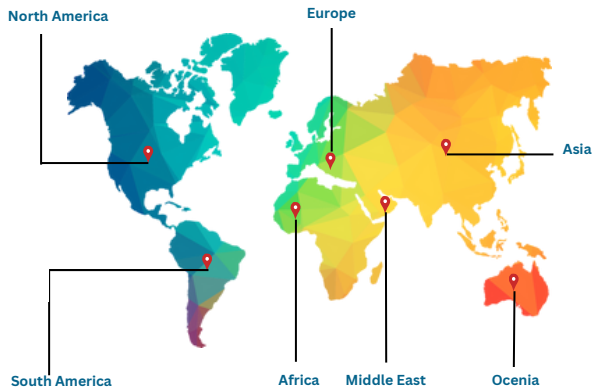 Europe
North America
Asia
South America
Africa
Middle East
Ocenia